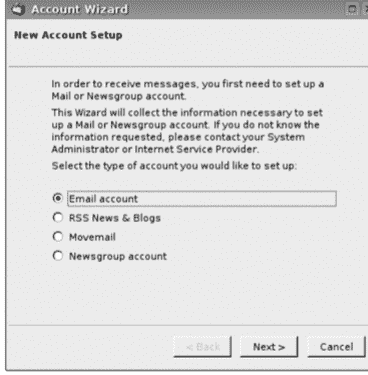 Account Wizard
New Account Setup
In order to receive messages, you first need to set up a
Mail or Newsgroup account.
This Wizard will collect the information necessary to set
up a Mail or Newsgroup account. If you do not know the
information requested, please contact your System
Administrator or Internet Service Provider.
Select the type of account you would like to set up:
Email account
RSS News & Blogs
Movemail
Newsgroup account
< Back Next > Cancel